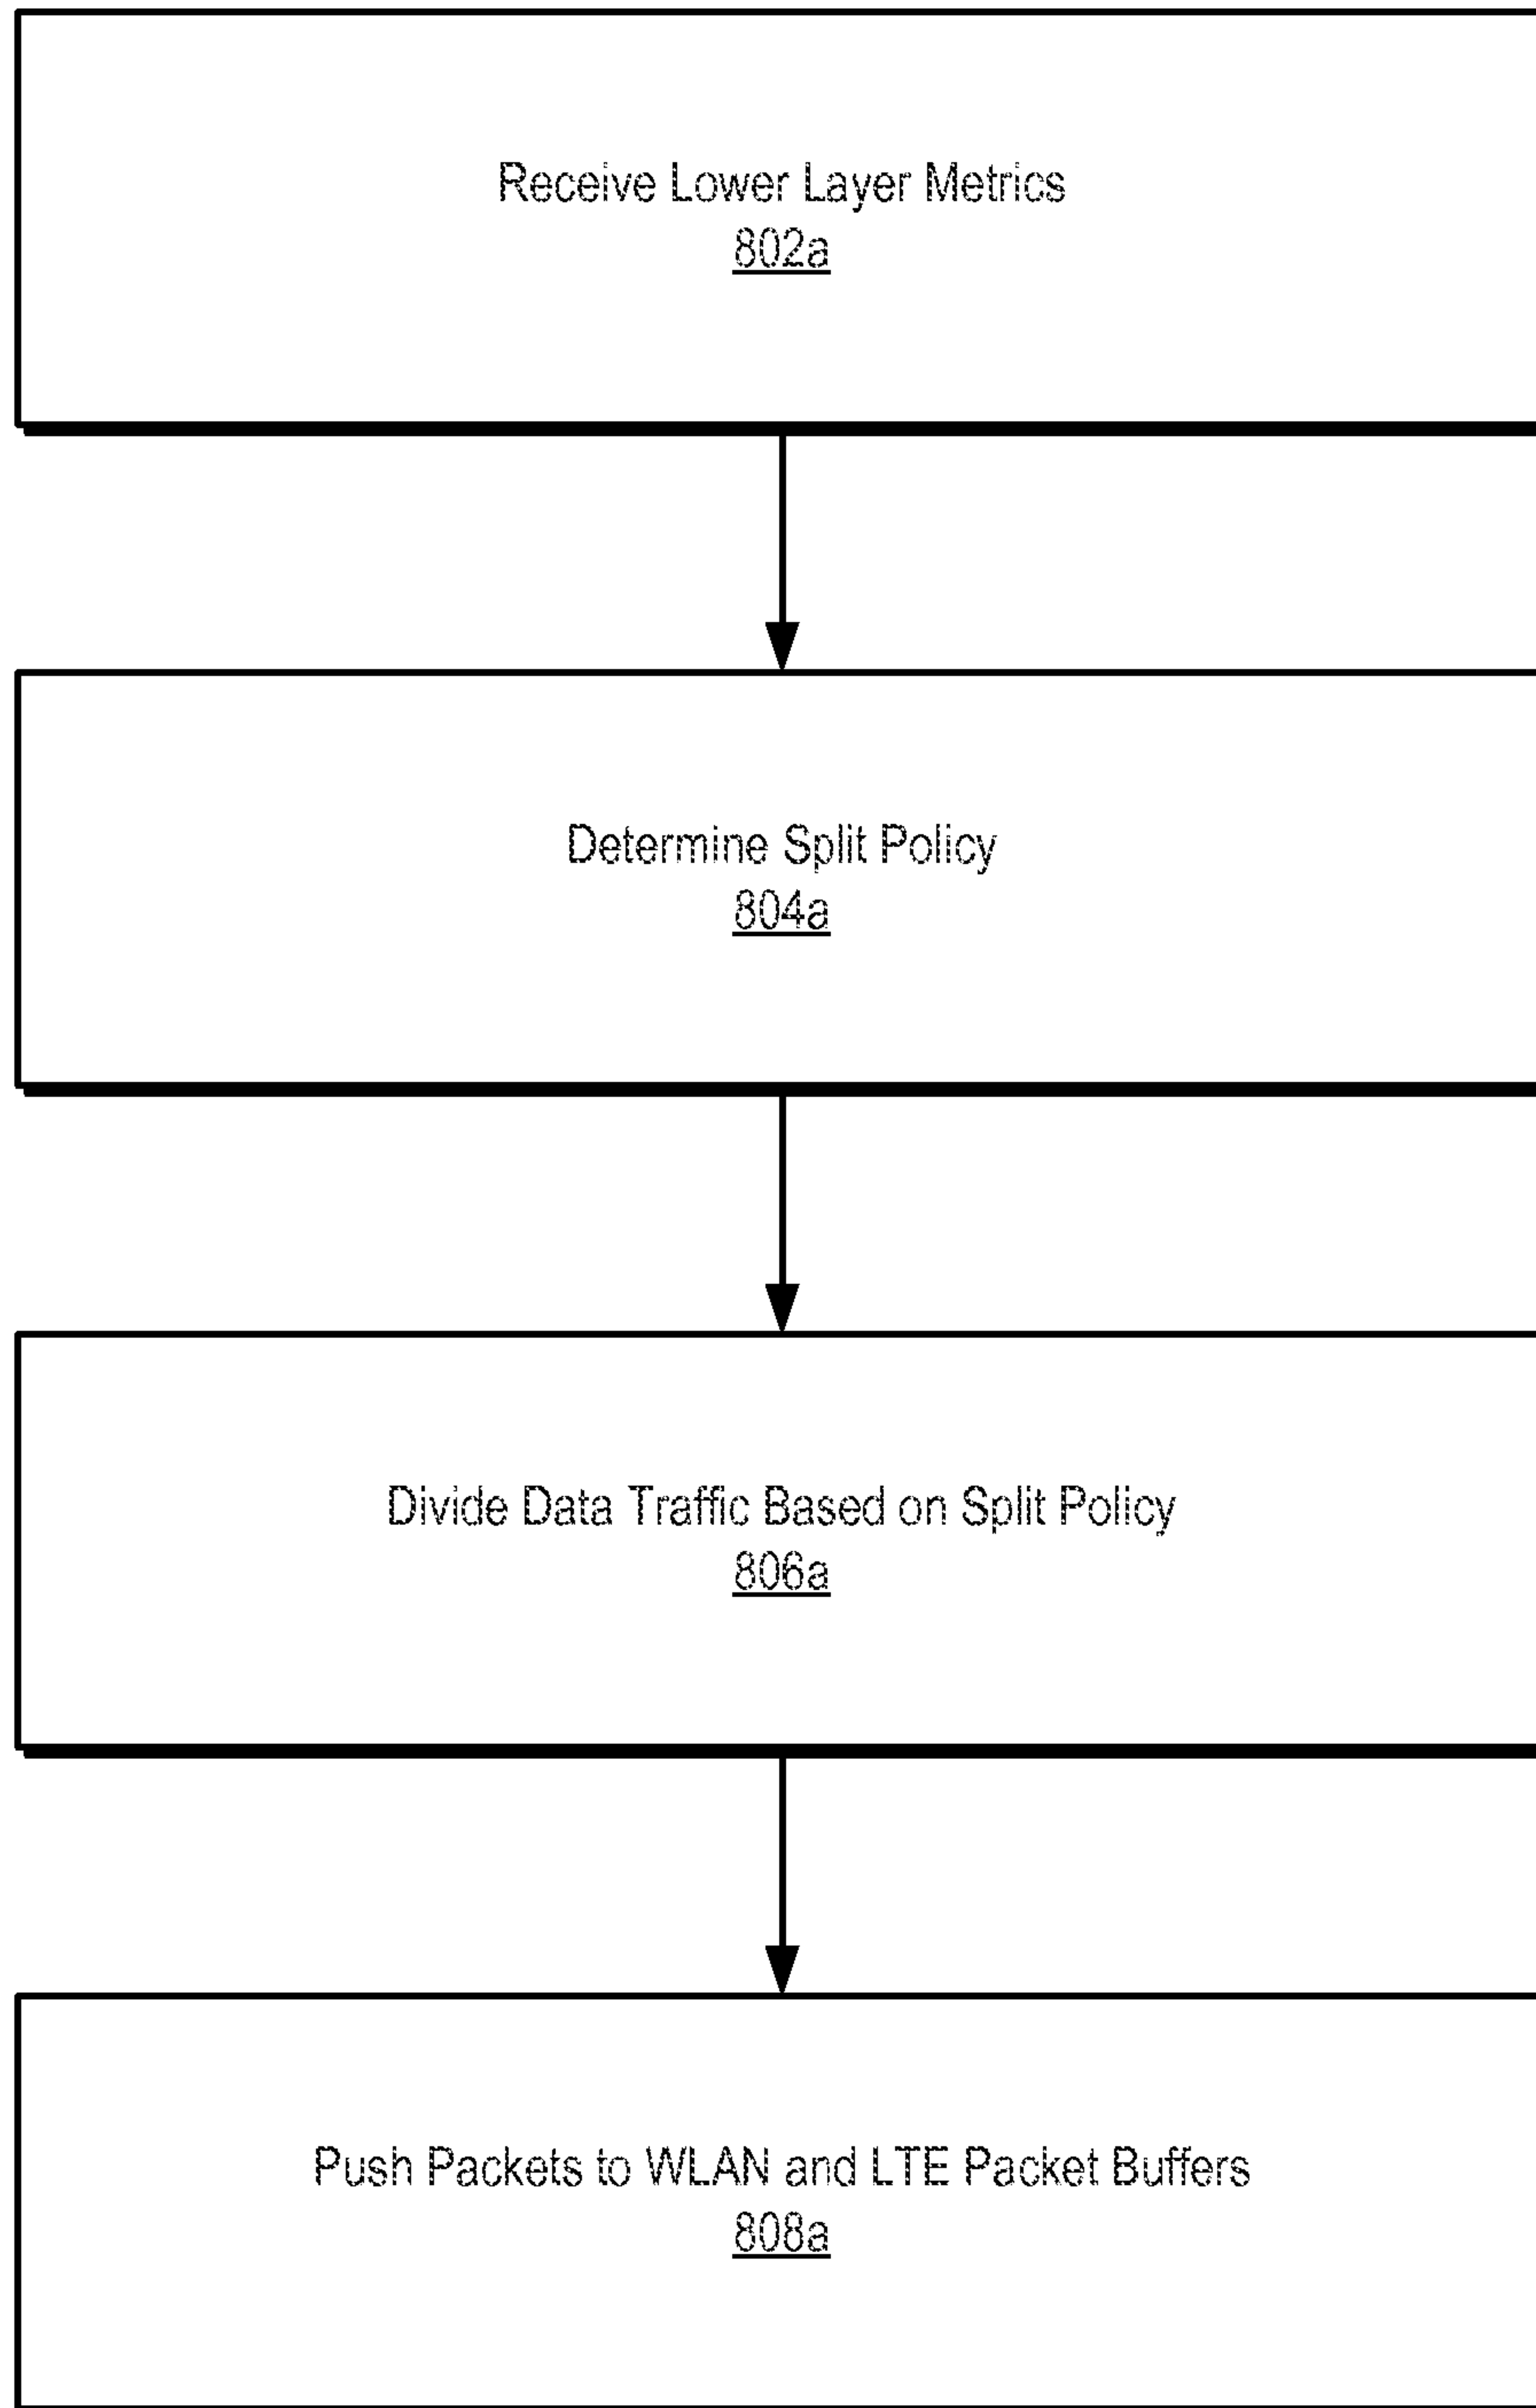 Receive Lower Layer Metrics
802a
Determine Split Policy
804a
Divide Data Traffic Based on Split Policy
806a
Push Packets to WLAN and LTE Packet Buffers
808a